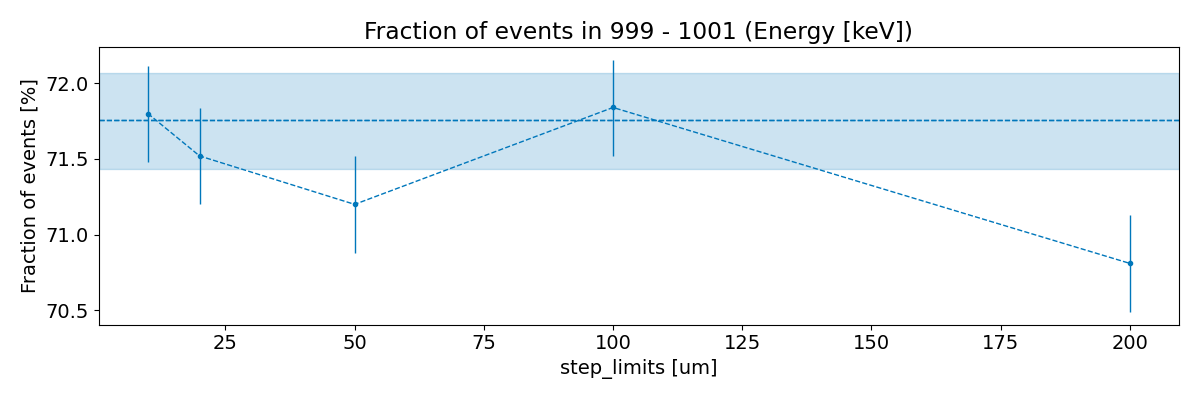 Fraction of events in 999 - 1001 (Energy [keV])
Fraction of events [%]
72.0
71.5
71.0
70.5
25 50 75 100 125 150 175 200
step_limits [um]